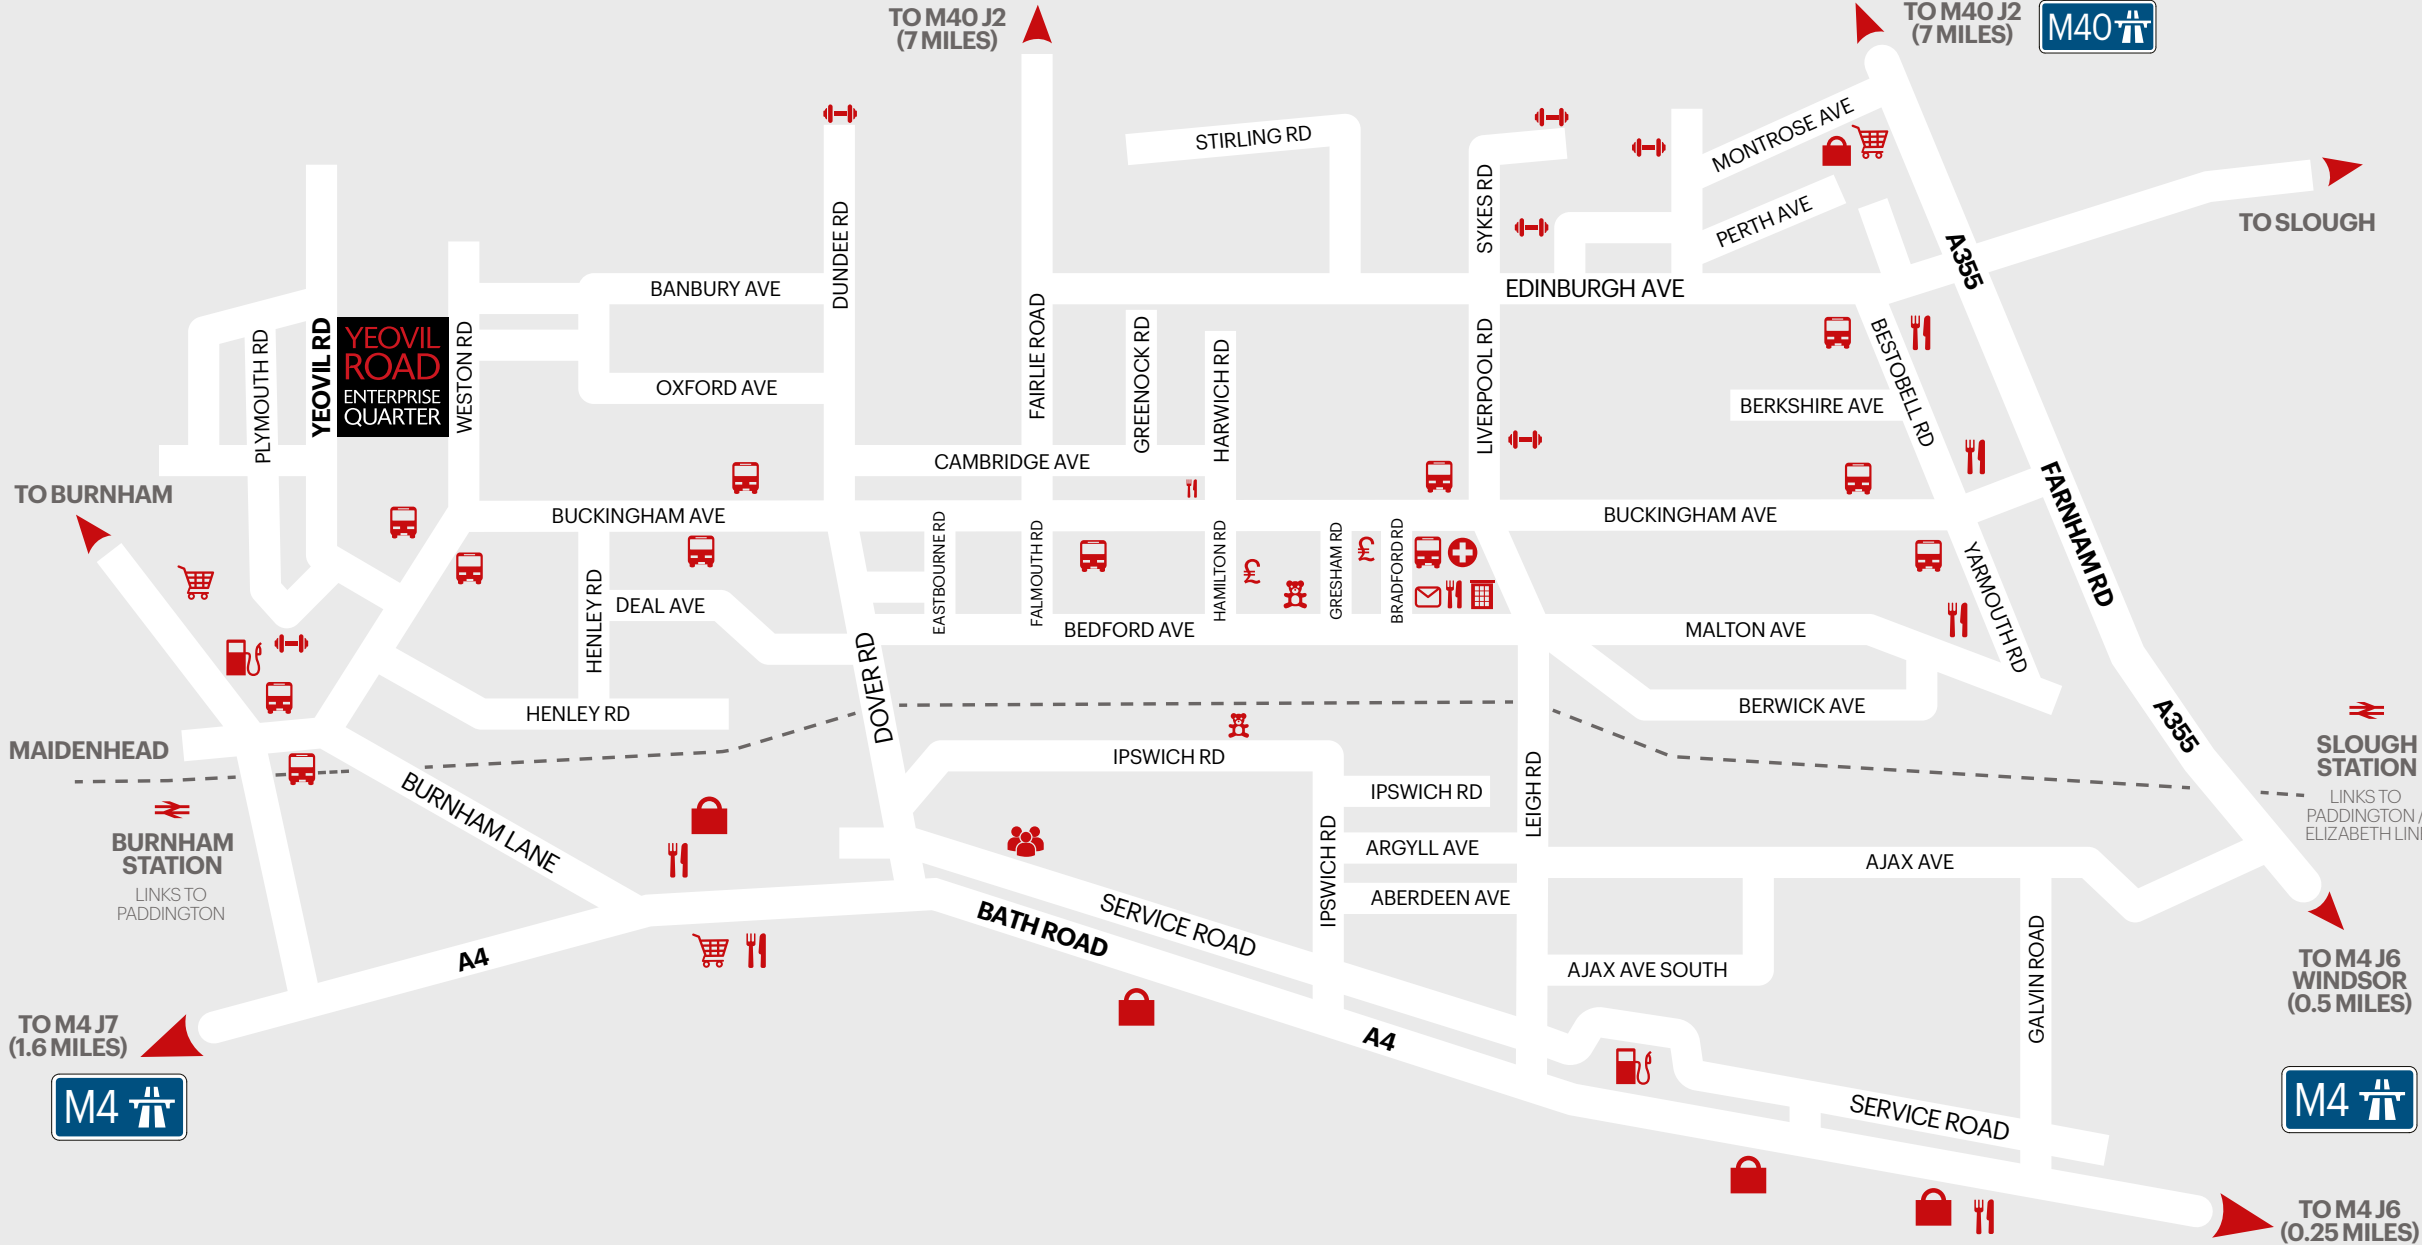 TO M40 J2
(7 MILES)
TO M40 J2
(7 MILES)
M40
STIRLING RD
MONTROSE AVE
PERTH AVE
SYKES RD
DUNDEE RD
TO SLOUGH
A355
BANBURY AVE
EDINBURGH AVE
YEOVIL RD
YEOVIL
ROAD
ENTERPRISE
QUARTER
PLYMOUTH RD
WESTON RD
OXFORD AVE
FAIRLIE ROAD
GREENOCK RD
HARWICH RD
LIVERPOOL RD
BESTOBELL RD
BERKSHIRE AVE
CAMBRIDGE AVE
TO BURNHAM
BUCKINGHAM AVE
BUCKINGHAM AVE
FARNHAM RD
EASTBOURNE RD
FALMOUTH RD
HAMILTON RD
GRESHAM RD
BRADFORD RD
YARMOUTH RD
HENLEY RD
DEAL AVE
BEDFORD AVE
MALTON AVE
DOVER RD
HENLEY RD
BERWICK AVE
A355
MAIDENHEAD
IPSWICH RD
IPSWICH RD
LEIGH RD
SLOUGH
STATION
LINKS TO
PADDINGTON /
ELIZABETH LIN
BURNHAM
STATION
LINKS TO
PADDINGTON
BURNHAM LANE
IPSWICH RD
ARGYLL AVE
ABERDEEN AVE
AJAX AVE
SERVICE ROAD
BATH ROAD
A4
AJAX AVE SOUTH
GALVIN ROAD
TO M4 J6
WINDSOR
(0.5 MILES)
TO M4 J7
(1.6 MILES)
M4
A4
M4
SERVICE ROAD
TO M4 J6
(0.25 MILES)